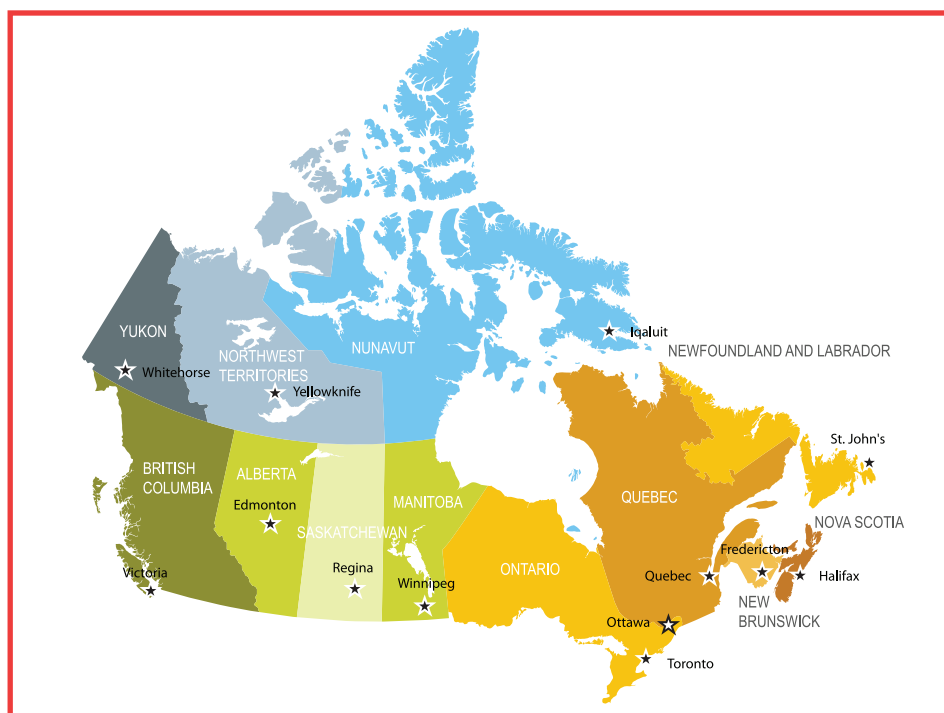 Iqaluit
YUKON
NUNAVUT
NEWFOUNDLAND AND LABRADOR
NORTHWEST
TERRITORIES
Whitehorse
Yellowknife
St. John's
BRITISH
COLUMBIA
ALBERTA
MANITOBA
QUEBEC
Edmonton
NOVA SCOTIA
SASKATCHEWAN
Fredericton
Victoria
Regina
Winnipeg
ONTARIO
Quebec
Halifax
NEW
BRUNSWICK
Ottawa
Toronto